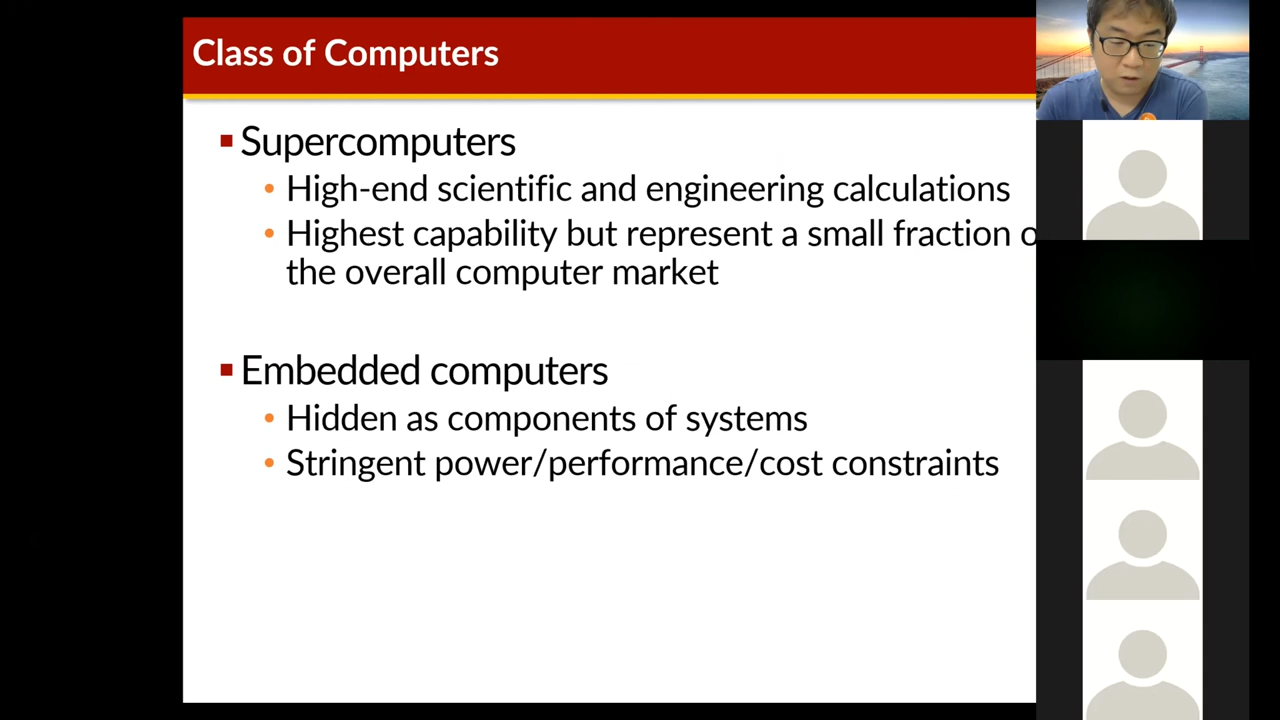 Class of Computers
Supercomputers
High-end scientific and engineering calculations
Highest capability but represent a small fraction o
the overall computer market
Embedded computers
Hidden as components of systems
Stringent power/performance/cost constraints